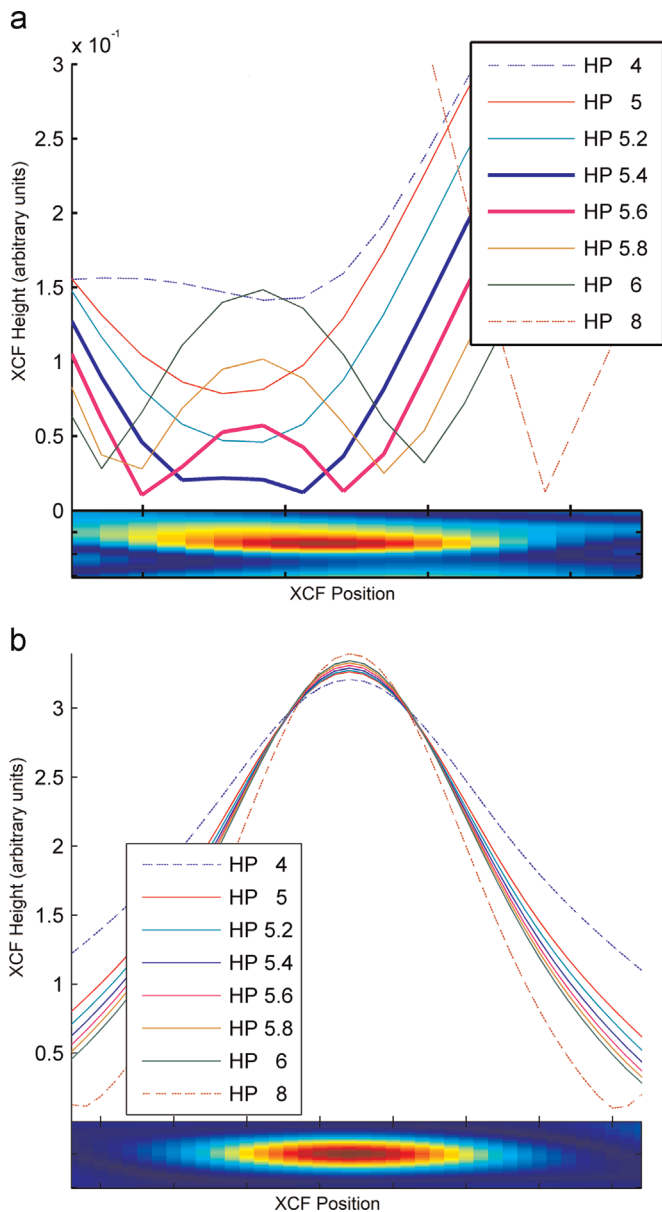 a
x 10⁻¹
3
2.5
2
1.5
1
0.5
0
XCF Height (arbitrary units)
HP 4
HP 5
HP 5.2
HP 5.4
HP 5.6
HP 5.8
HP 6
HP 8
XCF Position
b
3
2.5
2
1.5
1
0.5
XCF Height (arbitrary units)
HP 4
HP 5
HP 5.2
HP 5.4
HP 5.6
HP 5.8
HP 6
HP 8
XCF Position